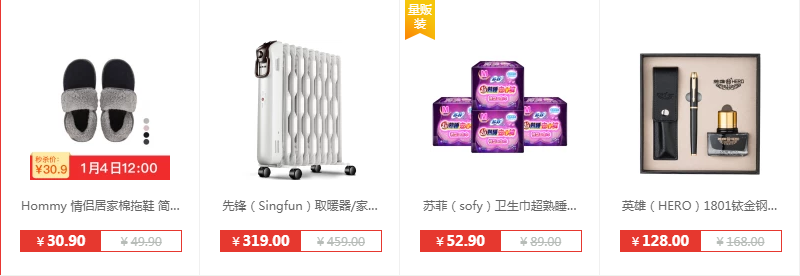 量贩
装
秒杀价:
¥30.9
1月4日12:00
HERO
Hommy 情侣居家棉拖鞋 简...
¥ 30.90
¥ 49.90
先锋（Singfun）取暖器/家...
¥ 319.00
¥ 459.00
苏菲（sofy）卫生巾超熟睡...
¥ 52.90
¥ 89.00
英雄（HERO）1801铱金钢...
¥ 128.00
¥ 168.00